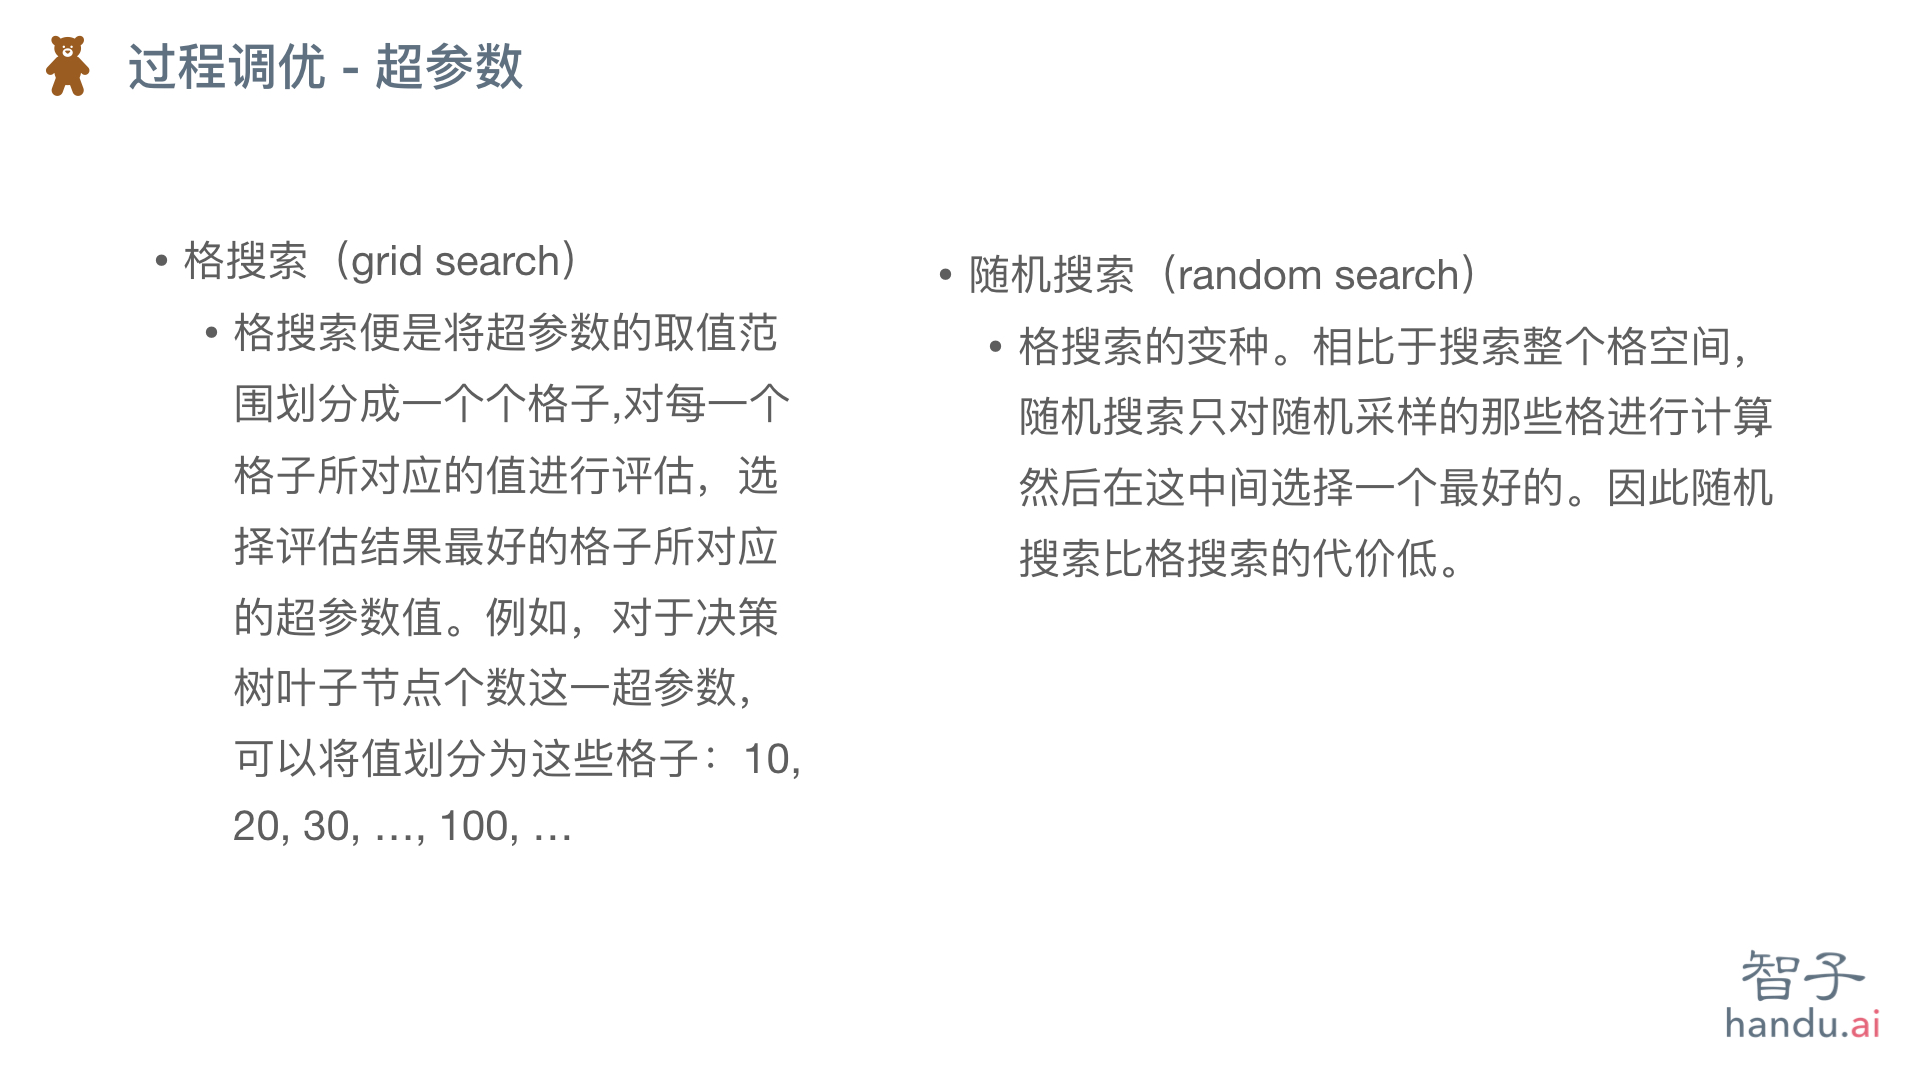 过程调优 - 超参数
• 格搜索（grid search）
• 格搜索便是将超参数的取值范
围划分成一个个格子,对每一个
格子所对应的值进行评估，选
择评估结果最好的格子所对应
的超参数值。例如，对于决策
树叶子节点个数这一超参数，
可以将值划分为这些格子：10,
20, 30, …, 100, …
• 随机搜索（random search）
• 格搜索的变种。相比于搜索整个格空间，
随机搜索只对随机采样的那些格进行计算，
然后在这中间选择一个最好的。因此随机
搜索比格搜索的代价低。
智子
handu.ai